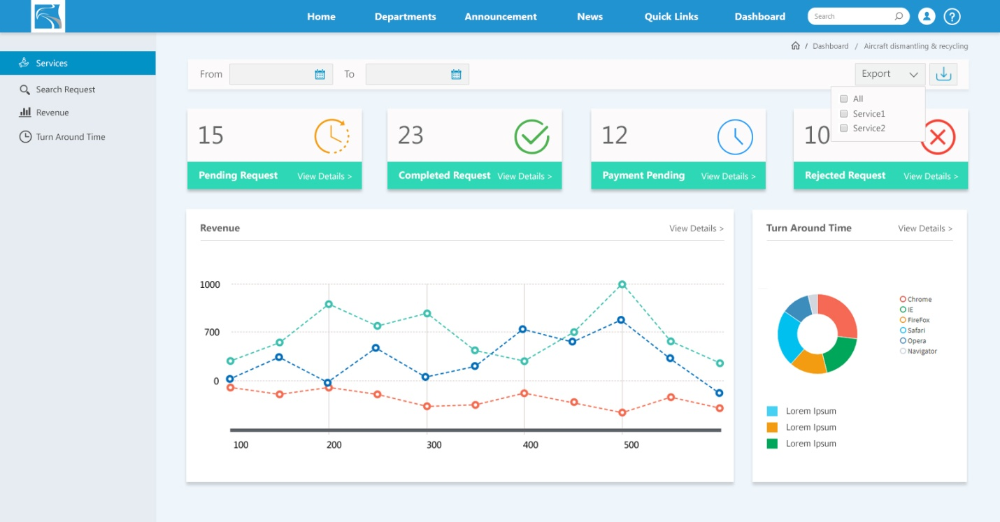 Home Departments Announcement News Quick Links Dashboard Search ?
/ Dashboard / Aircraft dismantling & recycling
Services
Search Request
Revenue
Turn Around Time
From To Export
All
Service1
Service2
15 23 12 10
Pending Request View Details > Completed Request View Details > Payment Pending View Details > Rejected Request View Details >
Revenue View Details >
1000
700
0
100 200 300 400 500
Turn Around Time View Details >
Chrome
IE
FireFox
Safari
Opera
Navigator
Lorem Ipsum
Lorem Ipsum
Lorem Ipsum